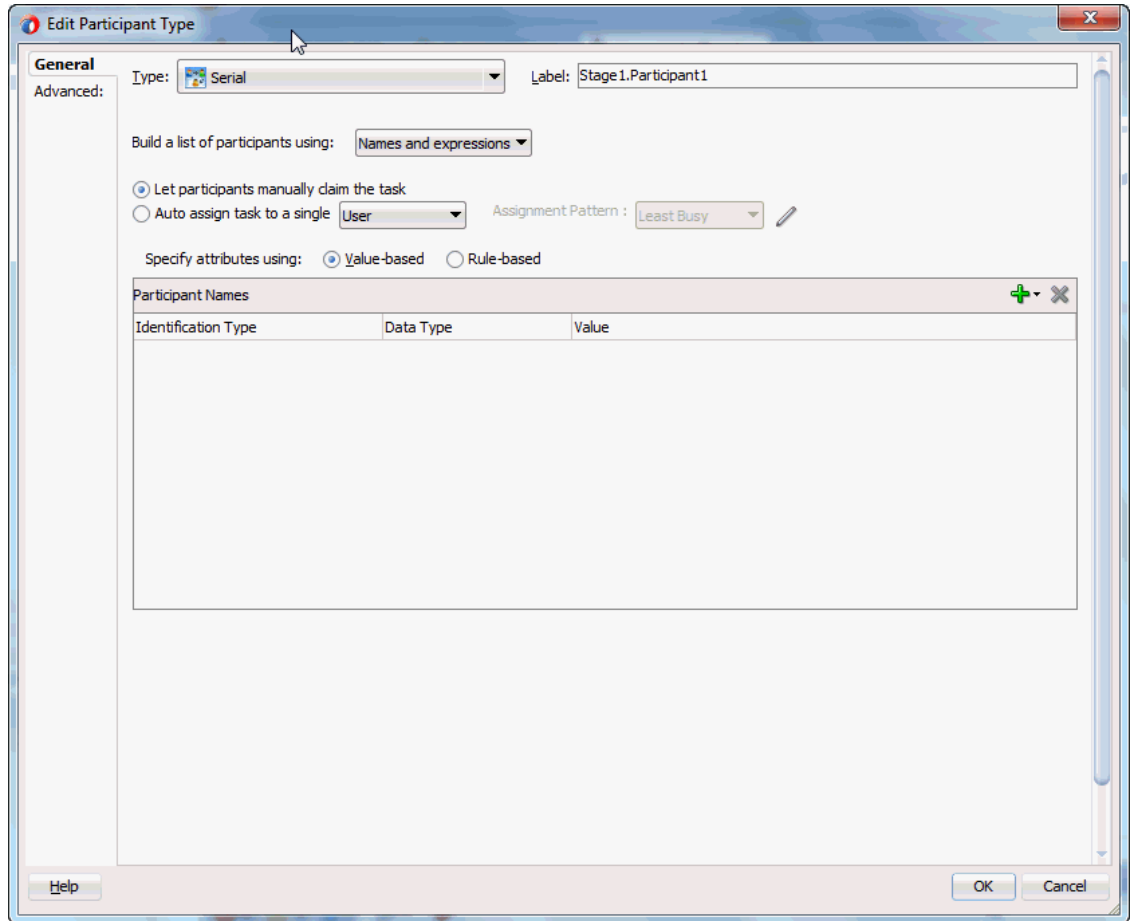 Edit Participant Type
General
Advanced:
Type: Serial Label: Stage1.Participant1
Build a list of participants using: Names and expressions
Let participants manually claim the task
Auto assign task to a single User Assignment Pattern : Least Busy
Specify attributes using: Value-based Rule-based
Participant Names
Identification Type Data Type Value
Help OK Cancel